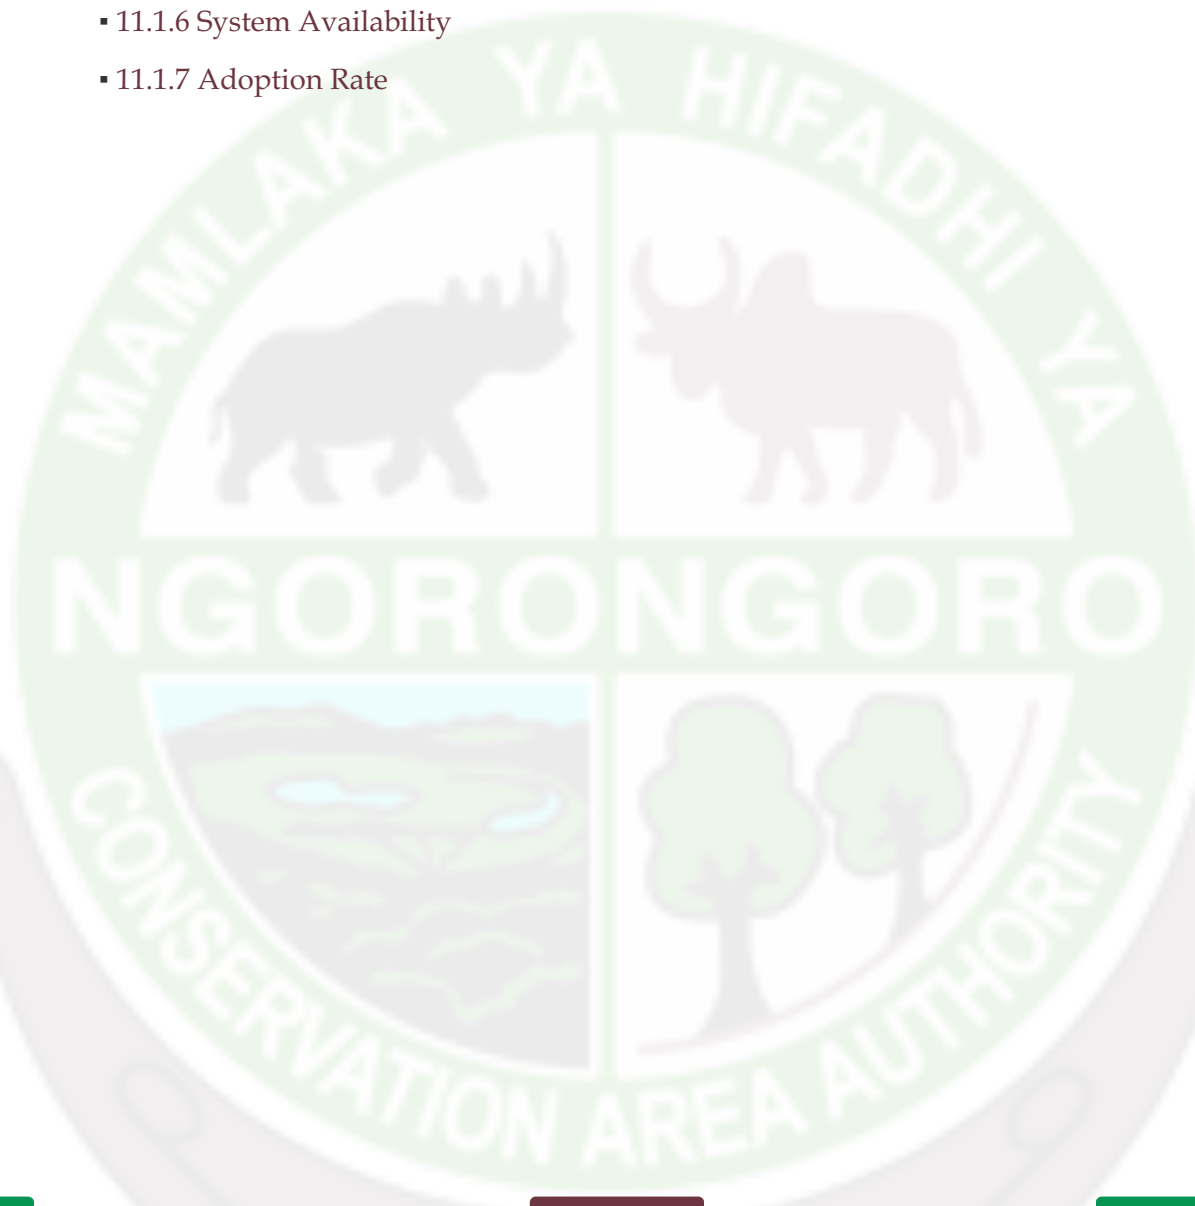 ▪ 11.1.6 System Availability
▪ 11.1.7 Adoption Rate
MAMLAKA YA HIFADHI YA
NGORONGORO
CONSERVATION AREA AUTHORITY